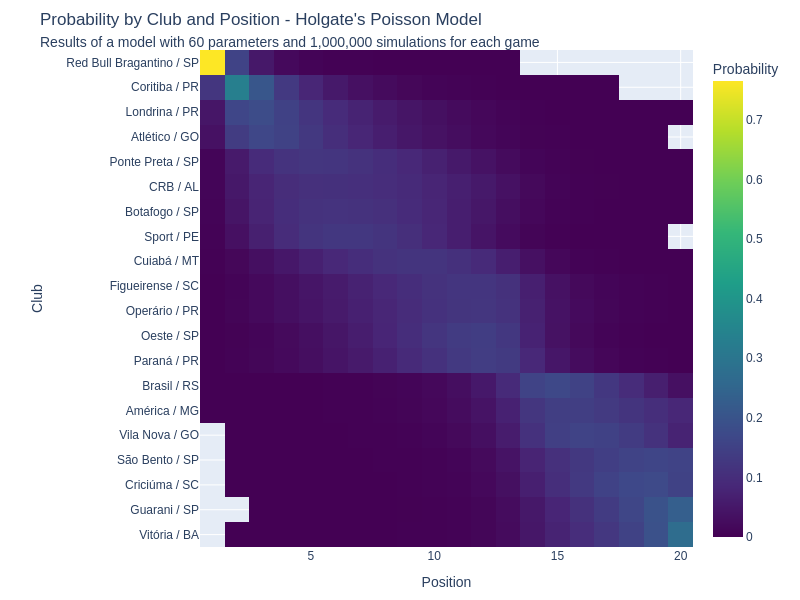 Probability by Club and Position - Holgate's Poisson Model
Results of a model with 60 parameters and 1,000,000 simulations for each game
Probability
Red Bull Bragantino / SP
Coritiba / PR
Londrina / PR
Atlético / GO
Ponte Preta / SP
CRB / AL
Botafogo / SP
Sport / PE
Cuiabá / MT
Figueirense / SC
Operário / PR
Oeste / SP
Paraná / PR
Brasil / RS
América / MG
Vila Nova / GO
São Bento / SP
Criciúma / SC
Guarani / SP
Vitória / BA
Club
5
10
15
20
Position
0.7
0.6
0.5
0.4
0.3
0.2
0.1
0